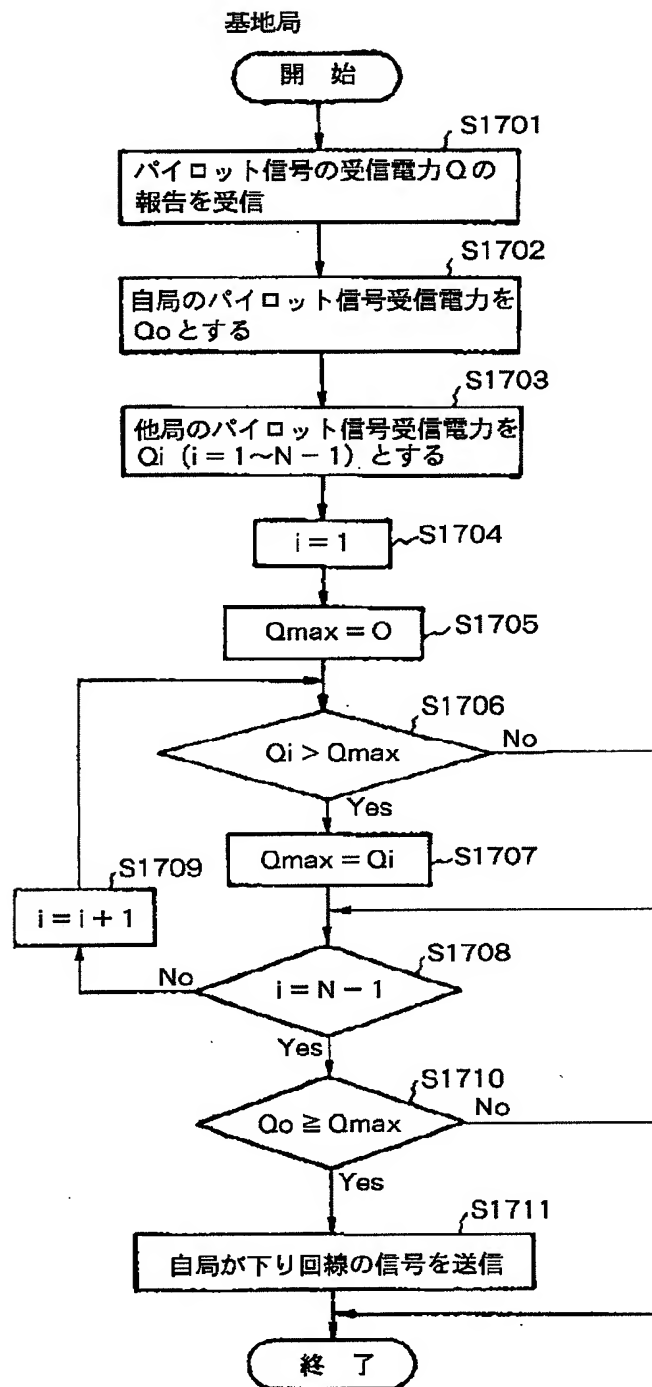 基地局
開 始
S1701
パイロット信号の受信電力Qの
報告を受信
S1702
自局のパイロット信号受信電力を
Qoとする
S1703
他局のパイロット信号受信電力を
Qi（i＝1～N－1）とする
i＝1
S1704
Qmax＝0
S1705
S1706
Qi＞Qmax
No
Yes
Qmax＝Qi
S1707
S1709
i＝i＋1
S1708
i＝N－1
No
Yes
S1710
Qo≧Qmax
No
Yes
S1711
自局が下り回線の信号を送信
終 了